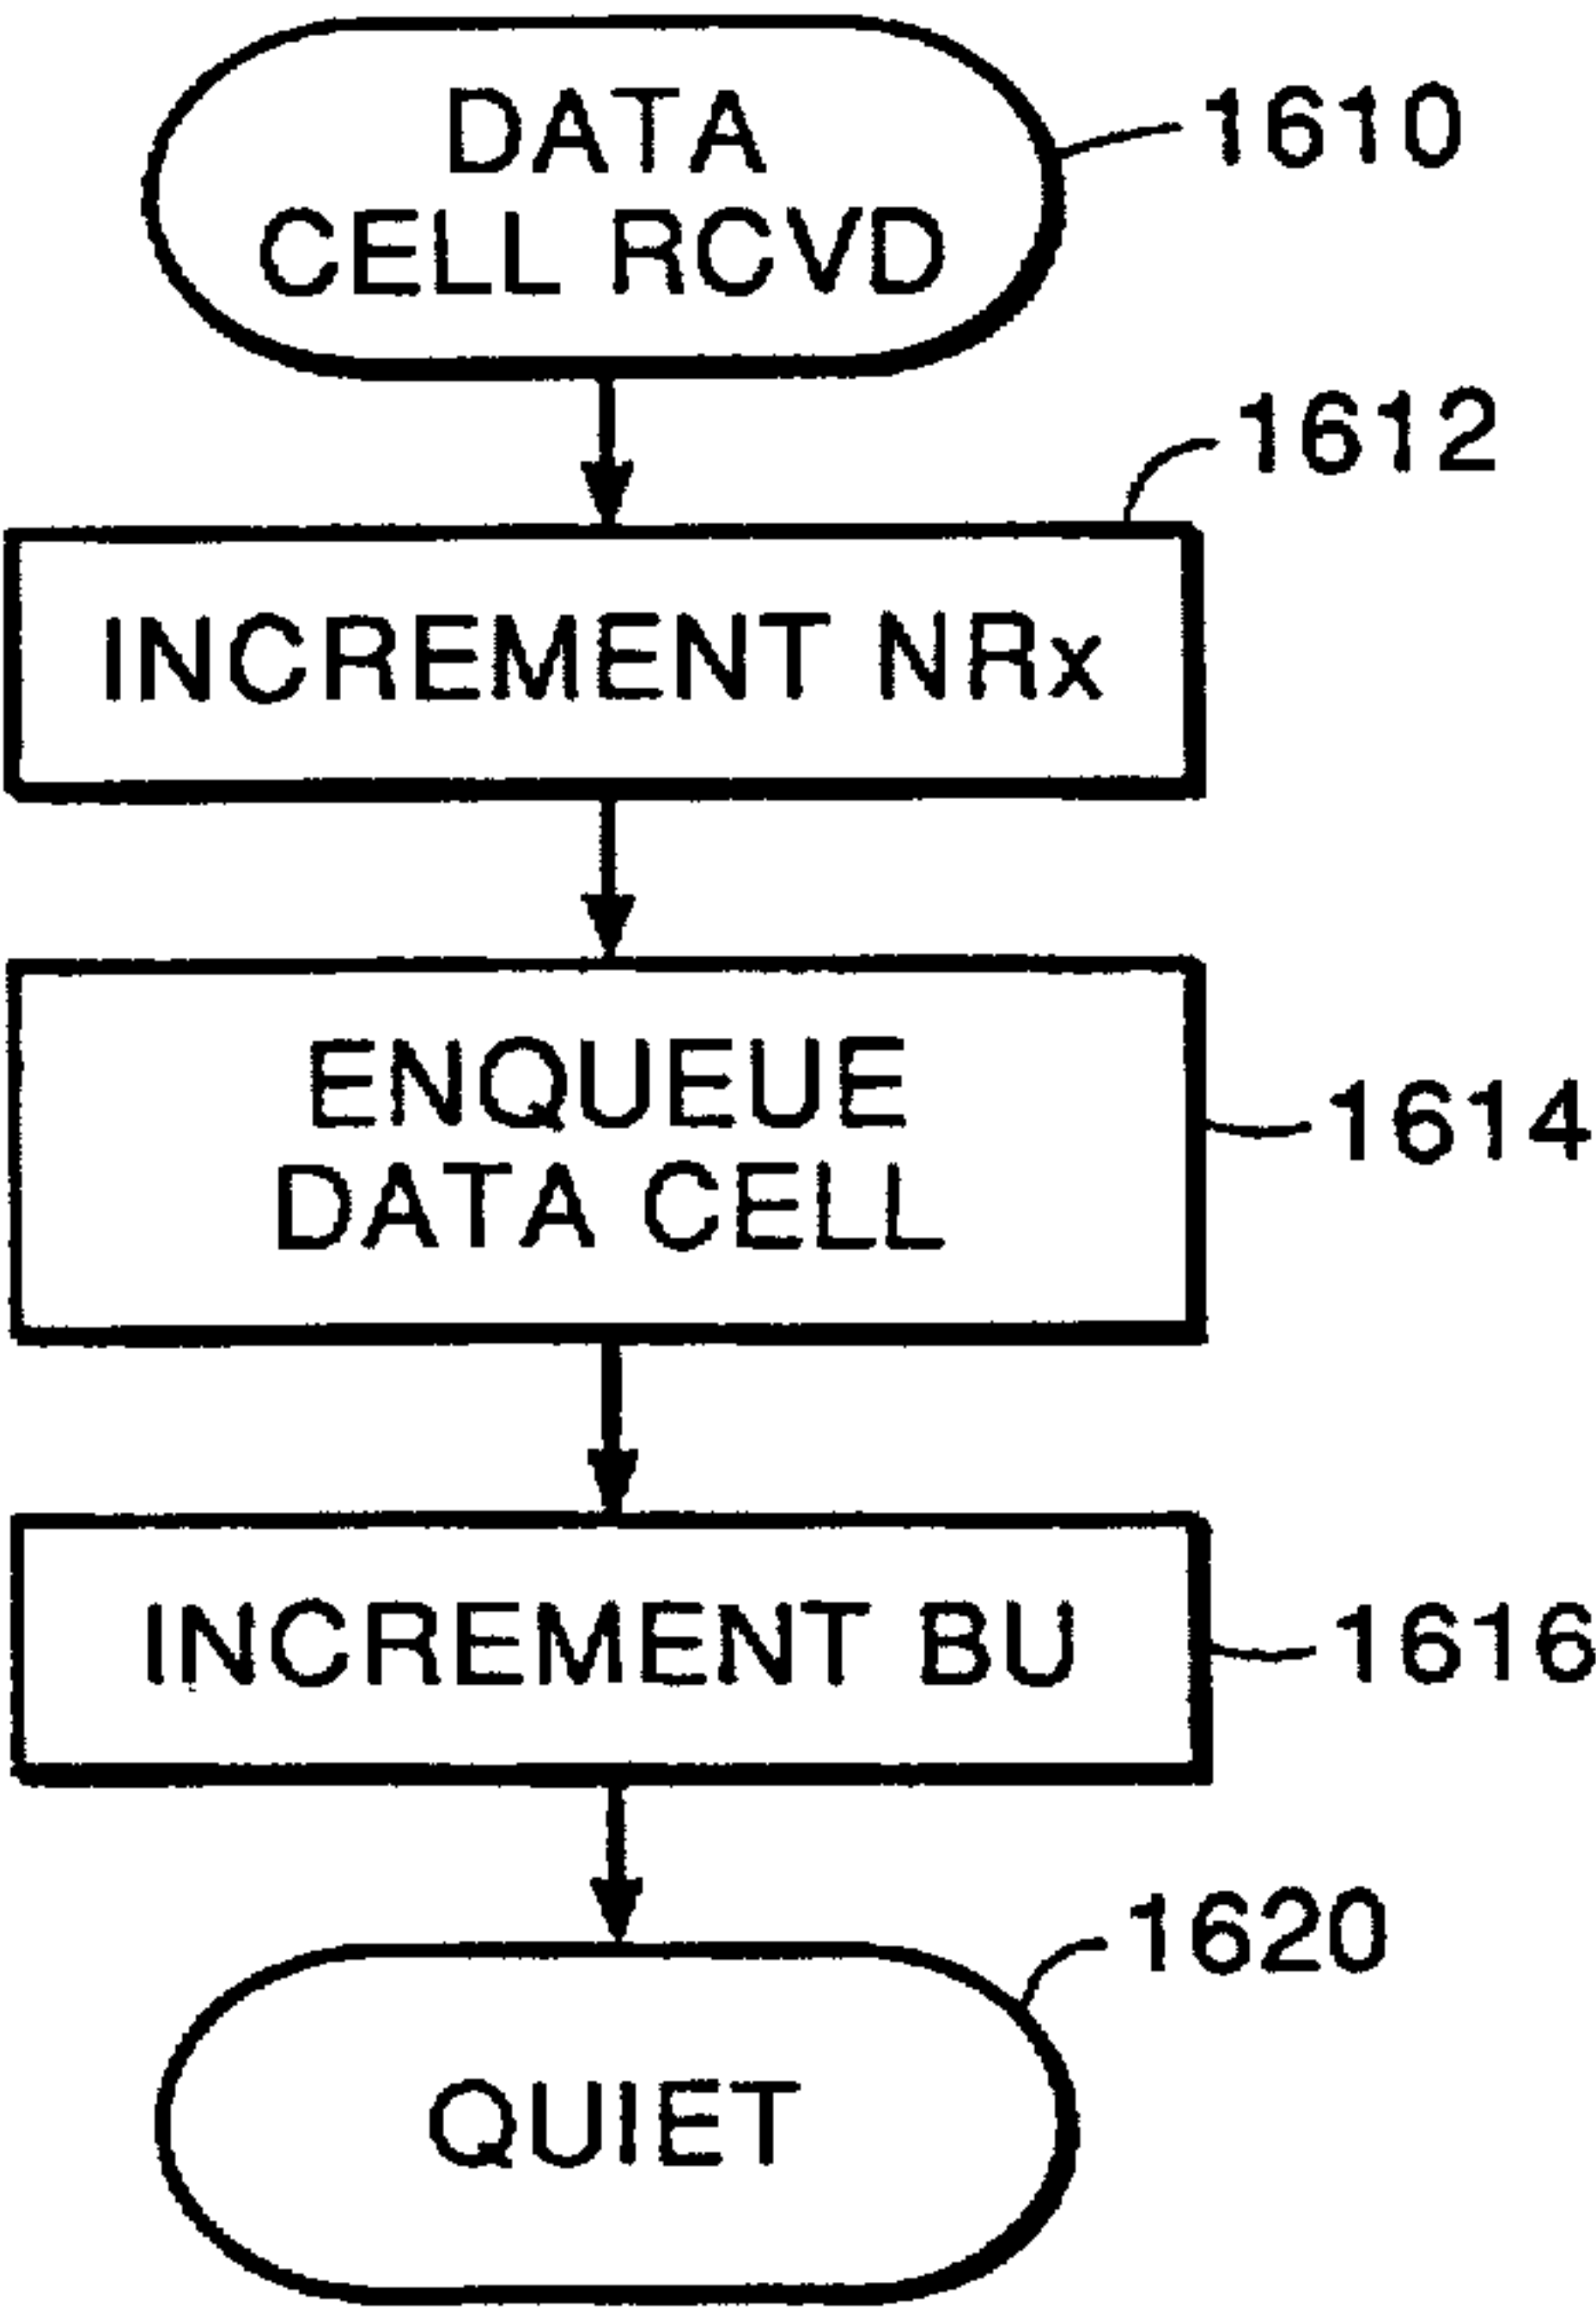 DATA
CELL RCVD
1610
1612
INCREMENT NRx
ENQUEUE
DATA CELL
1614
INCREMENT BU
1616
1620
QUIET